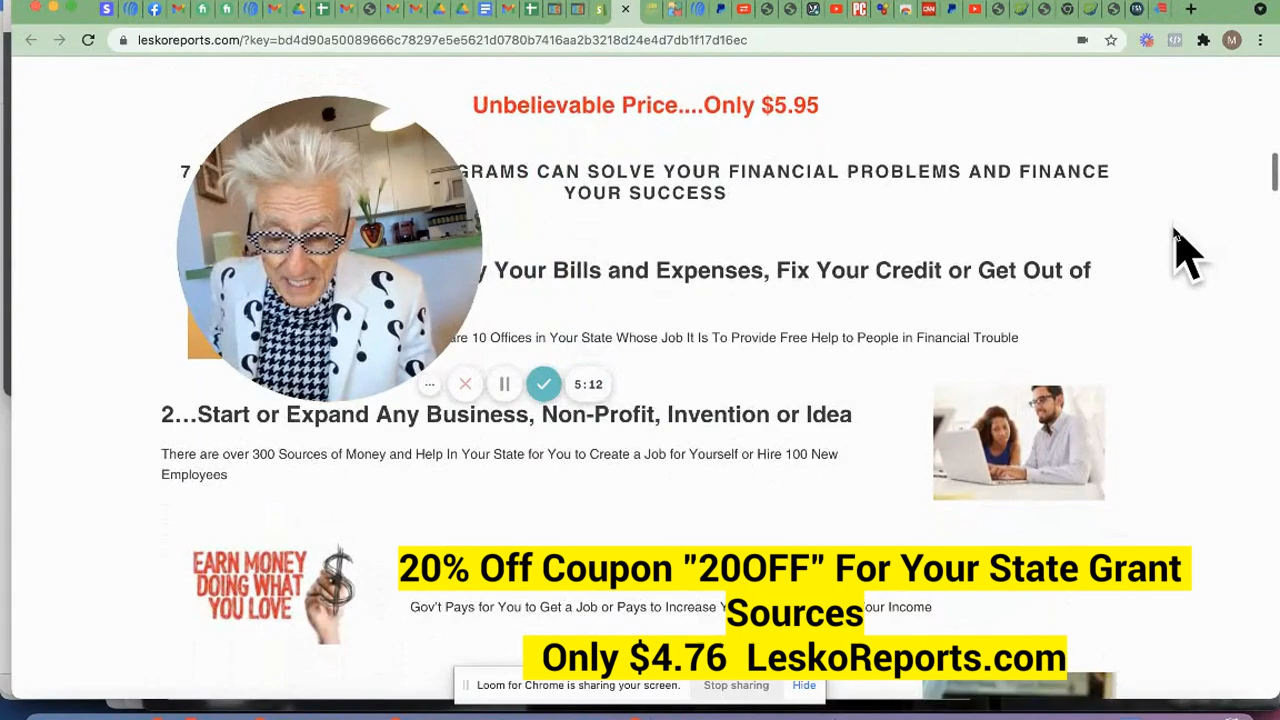 leskoreports.com/?key=bd4d90a50089666c78297e5e5621d0780b7416aa2b3218d24e4d7db1f17d16ec
M
Unbelievable Price....Only $5.95
7
GRAMS CAN SOLVE YOUR FINANCIAL PROBLEMS AND FINANCE
YOUR SUCCESS
y Your Bills and Expenses, Fix Your Credit or Get Out of
are 10 Offices in Your State Whose Job It Is To Provide Free Help to People in Financial Trouble
5:12
2...Start or Expand Any Business, Non-Profit, Invention or Idea
There are over 300 Sources of Money and Help In Your State for You to Create a Job for Yourself or Hire 100 New
Employees
EARN MONEY
DOING WHAT
YOU LOVE
20% Off Coupon "20OFF" For Your State Grant
Sources
Only $4.76 LeskoReports.com
Gov't Pays for You to Get a Job or Pays to Increase Y our Income
Loom for Chrome is sharing your screen. Stop sharing Hide